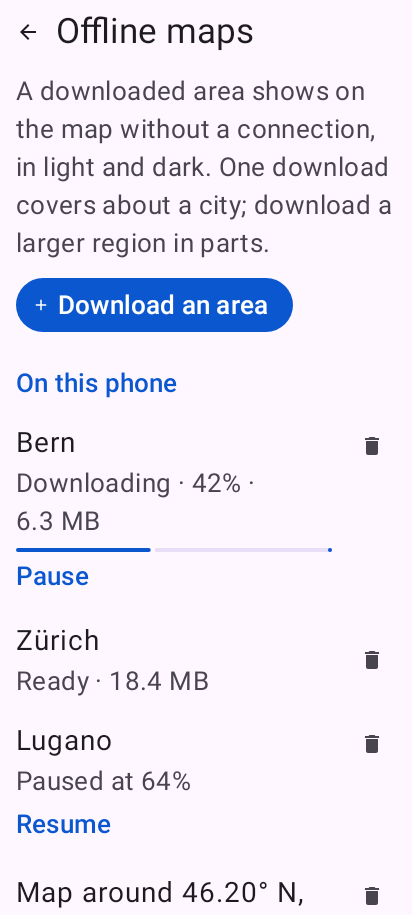 Offline maps
A downloaded area shows on
the map without a connection,
in light and dark. One download
covers about a city; download a
larger region in parts.
+ Download an area
On this phone
Bern
Downloading · 42% ·
6.3 MB
Pause
Zürich
Ready · 18.4 MB
Lugano
Paused at 64%
Resume
Map around 46.20° N,